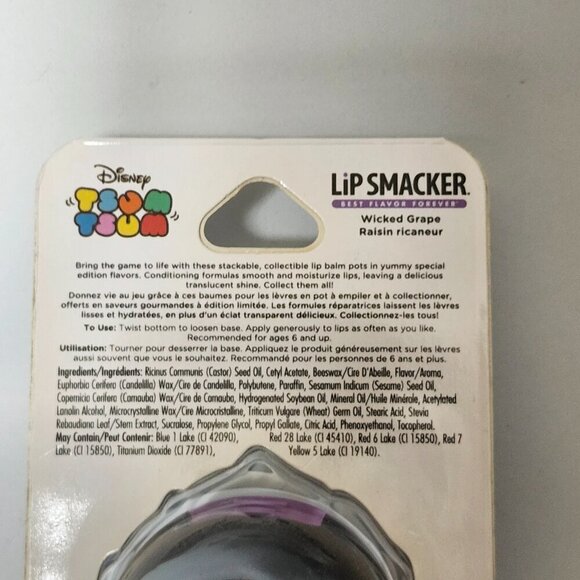 Disney
TSUM
TSUM
LiP SMACKER®
BEST FLAVOR FOREVER
Wicked Grape
Raisin ricaneur
Bring the game to life with these stackable, collectible lip balm pots in yummy special
edition flavors. Conditioning formulas smooth and moisturize lips, leaving a delicious
translucent shine. Collect them all!
Donnez vie au jeu grâce à ces baumes pour les lèvres en pot à empiler et à collectionner,
offerts en saveurs gourmandes à édition limitée. Les formules réparatrices laissent les lèvres
lisses et hydratées, en plus d'un éclat transparent délicieux. Collectionnez-les tous!
To Use: Twist bottom to loosen base. Apply generously to lips as often as you like.
Recommended for ages 6 and up.
Utilisation: Tourner pour desserrer la base. Appliquez le produit généreusement sur les lèvres
aussi souvent que vous le souhaitez. Recommandé pour les personnes de 6 ans et plus.
Ingredients/Ingrédients: Ricinus Communis (Castor) Seed Oil, Cetyl Acetate, Beeswax/Cire D'Abeille, Flavor/Aroma,
Euphorbia Cerifera (Candelilla) Wax/Cire de Candelilla, Polybutene, Paraffin, Sesamum Indicum (Sesame) Seed Oil,
Copernicia Cerifera (Carnauba) Wax/Cire de Carnauba, Hydrogenated Soybean Oil, Mineral Oil/Huile Minérale, Acetylated
Lanolin Alcohol, Microcrystalline Wax/Cire Microcristalline, Triticum Vulgare (Wheat) Germ Oil, Stearic Acid, Stevia
Rebaudiana Leaf/Stem Extract, Sucralose, Propylene Glycol, Propyl Gallate, Citric Acid, Phenoxyethanol, Tocopherol.
May Contain/Peut Contenir: Blue 1 Lake (CI 42090), Red 28 Lake (CI 45410), Red 6 Lake (CI 15850), Red 7
Lake (CI 15850), Titanium Dioxide (CI 77891), Yellow 5 Lake (CI 19140).